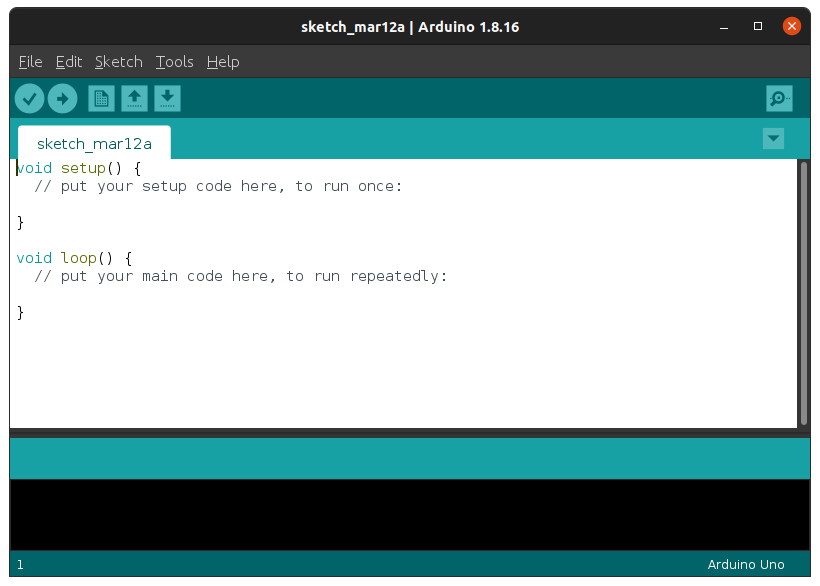 sketch_mar12a | Arduino 1.8.16
File Edit Sketch Tools Help
sketch_mar12a
void setup() {
  // put your setup code here, to run once:
}
void loop() {
  // put your main code here, to run repeatedly:
}
1 Arduino Uno